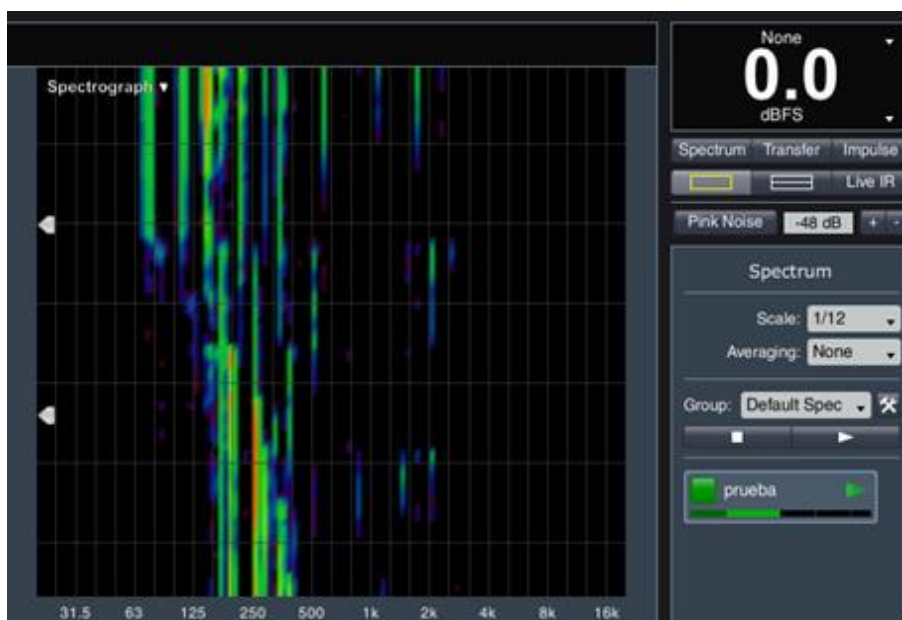 Spectrograph
None
0.0
dBFS
Spectrum Transfer Impulse
Live IR
Pink Noise -48 dB + -
Spectrum
Scale: 1/12
Averaging: None
Group: Default Spec
prueba
31.5 63 125 250 500 1k 2k 4k 8k 16k